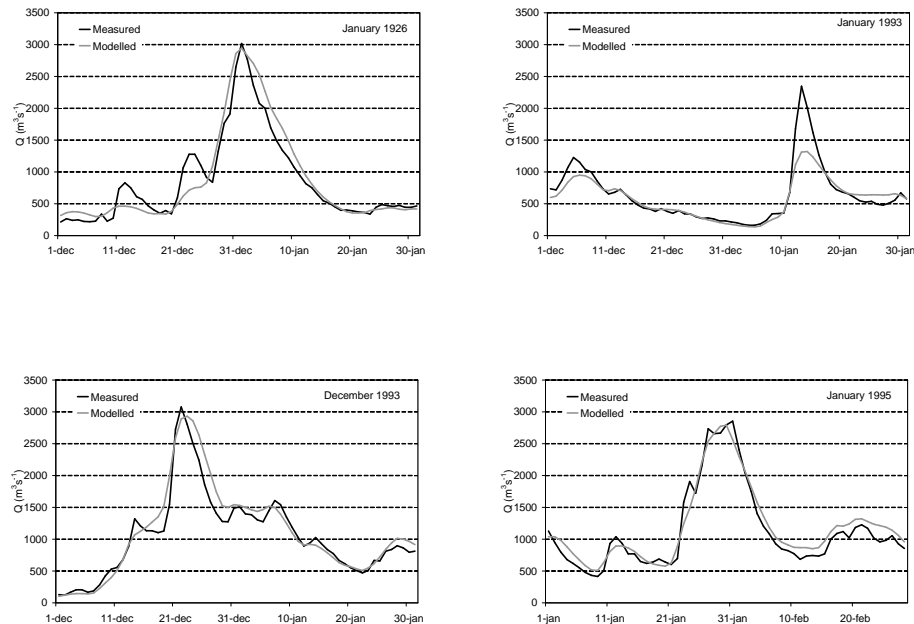 January 1926
Measured
Modelled
Q (m³s⁻¹)
3500
3000
2500
2000
1500
1000
500
0
1-dec 11-dec 21-dec 31-dec 10-jan 20-jan 30-jan
January 1993
Measured
Modelled
Q (m³s⁻¹)
3500
3000
2500
2000
1500
1000
500
0
1-dec 11-dec 21-dec 31-dec 10-jan 20-jan 30-jan
December 1993
Measured
Modelled
Q (m³s⁻¹)
3500
3000
2500
2000
1500
1000
500
0
1-dec 11-dec 21-dec 31-dec 10-jan 20-jan 30-jan
January 1995
Measured
Modelled
Q (m³s⁻¹)
3500
3000
2500
2000
1500
1000
500
0
1-jan 11-jan 21-jan 31-jan 10-feb 20-feb